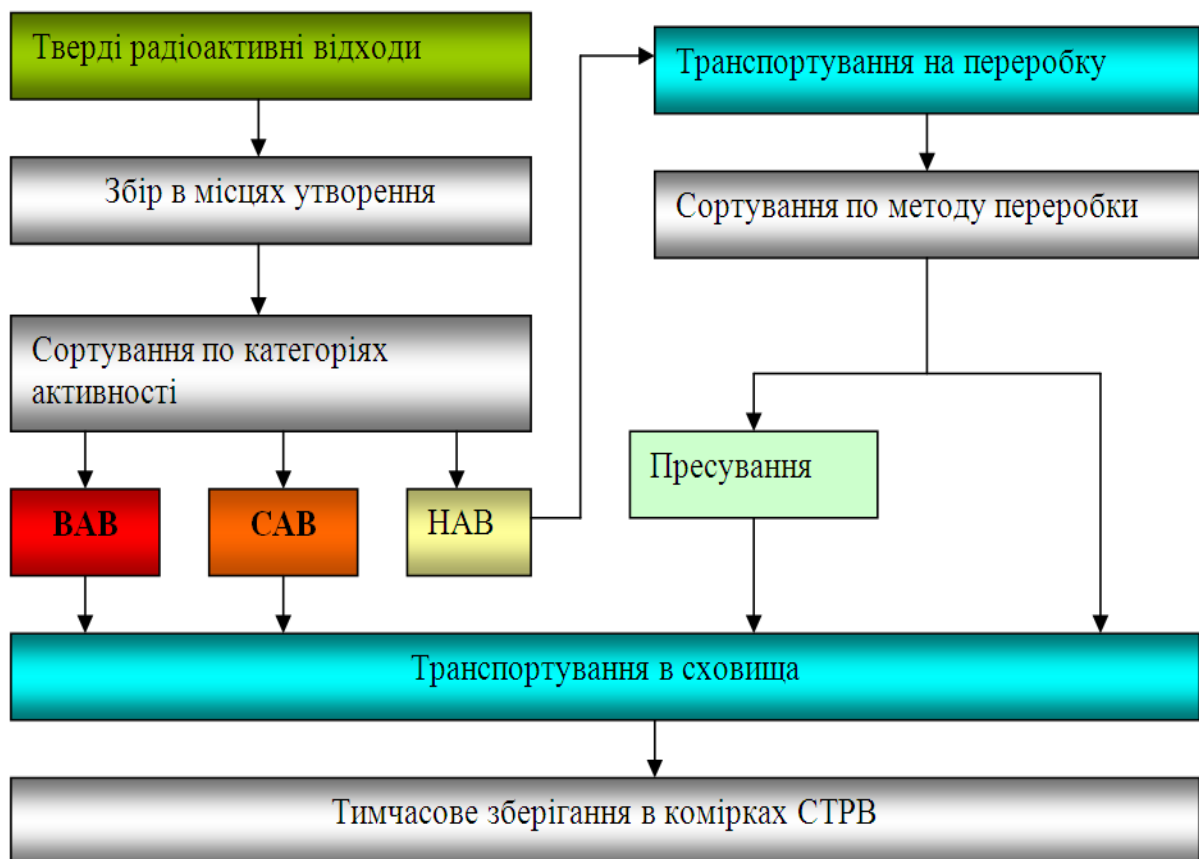 Тверді радіоактивні відходи
Збір в місцях утворення
Сортування по категоріях
активності
ВАВ
САВ
НАВ
Транспортування на переробку
Сортування по методу переробки
Пресування
Транспортування в сховища
Тимчасове зберігання в комірках СТРВ